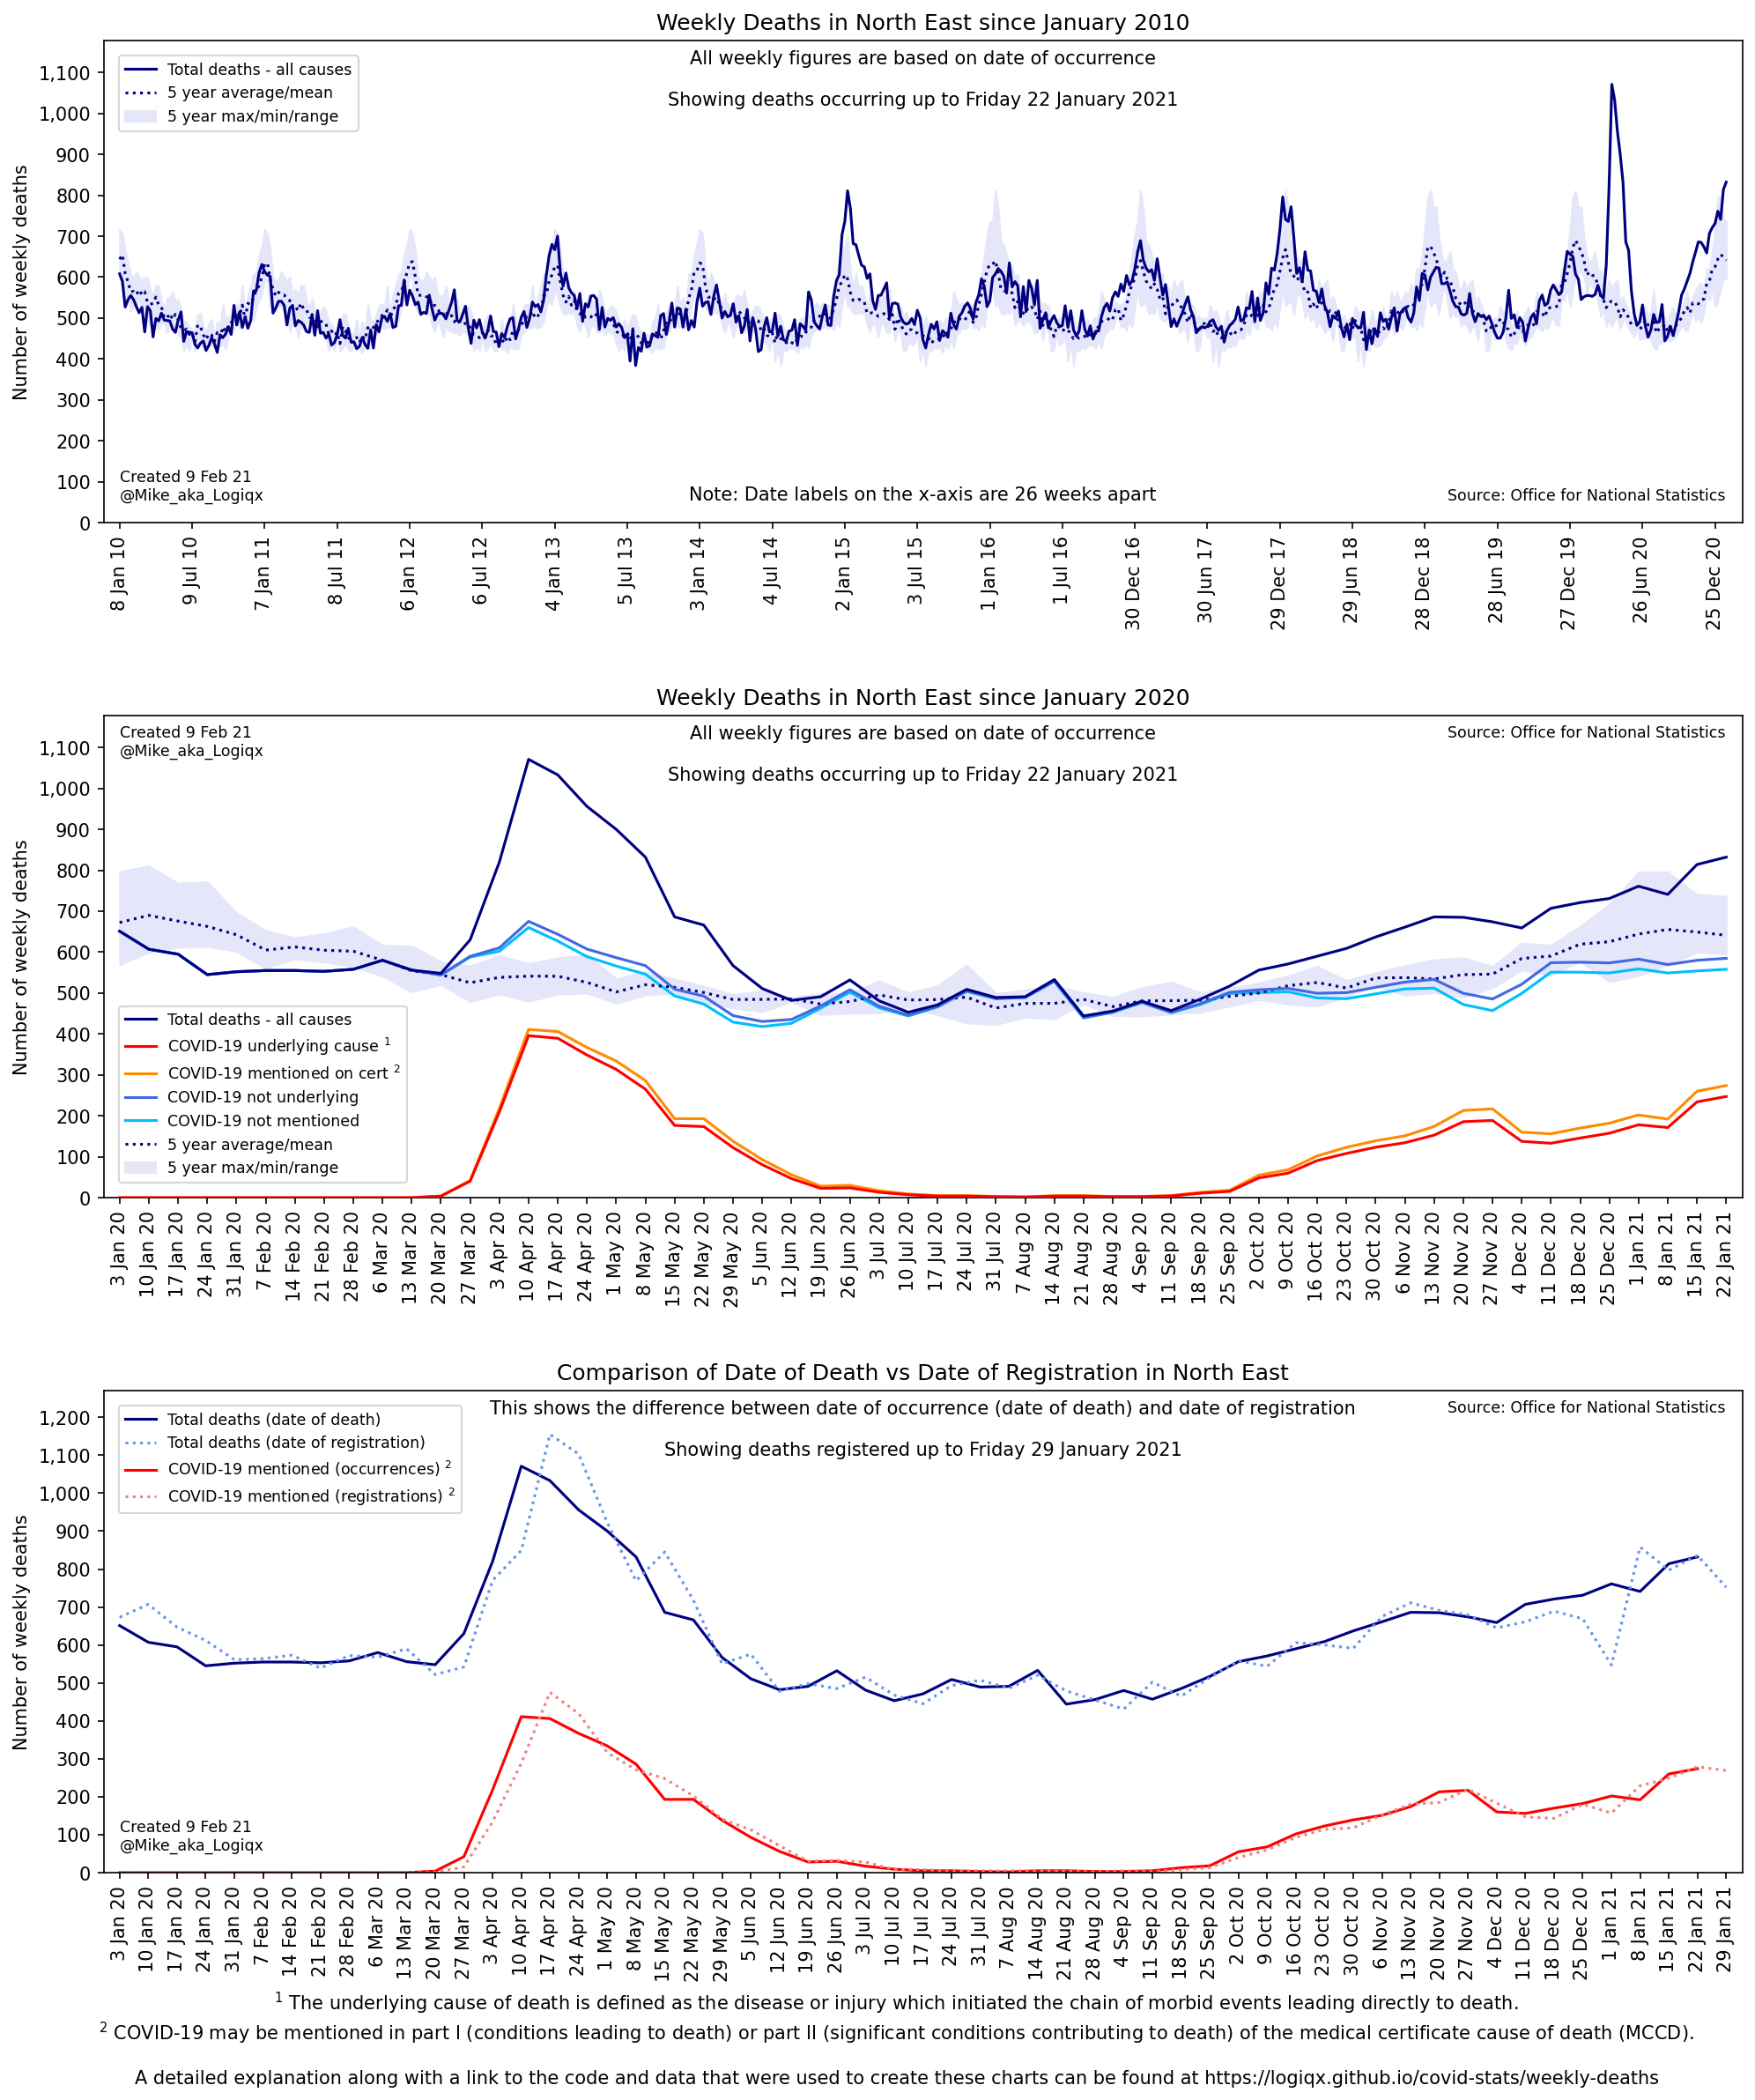 Weekly Deaths in North East since January 2010
All weekly figures are based on date of occurrence
Showing deaths occurring up to Friday 22 January 2021
Total deaths - all causes
5 year average/mean
5 year max/min/range
Number of weekly deaths
1,100
1,000
900
800
700
600
500
400
300
200
100
0
Created 9 Feb 21
@Mike_aka_Logiqx
Note: Date labels on the x-axis are 26 weeks apart
Source: Office for National Statistics
8 Jan 10
9 Jul 10
7 Jan 11
8 Jul 11
6 Jan 12
6 Jul 12
4 Jan 13
5 Jul 13
3 Jan 14
4 Jul 14
2 Jan 15
3 Jul 15
1 Jan 16
1 Jul 16
30 Dec 16
30 Jun 17
29 Dec 17
29 Jun 18
28 Dec 18
28 Jun 19
27 Dec 19
26 Jun 20
25 Dec 20
Weekly Deaths in North East since January 2020
Created 9 Feb 21
@Mike_aka_Logiqx
All weekly figures are based on date of occurrence
Showing deaths occurring up to Friday 22 January 2021
Source: Office for National Statistics
Number of weekly deaths
1,100
1,000
900
800
700
600
500
400
300
200
100
0
Total deaths - all causes
COVID-19 underlying cause 1
COVID-19 mentioned on cert 2
COVID-19 not underlying
COVID-19 not mentioned
5 year average/mean
5 year max/min/range
3 Jan 20
10 Jan 20
17 Jan 20
24 Jan 20
31 Jan 20
7 Feb 20
14 Feb 20
21 Feb 20
28 Feb 20
6 Mar 20
13 Mar 20
20 Mar 20
27 Mar 20
3 Apr 20
10 Apr 20
17 Apr 20
24 Apr 20
1 May 20
8 May 20
15 May 20
22 May 20
29 May 20
5 Jun 20
12 Jun 20
19 Jun 20
26 Jun 20
3 Jul 20
10 Jul 20
17 Jul 20
24 Jul 20
31 Jul 20
7 Aug 20
14 Aug 20
21 Aug 20
28 Aug 20
4 Sep 20
11 Sep 20
18 Sep 20
25 Sep 20
2 Oct 20
9 Oct 20
16 Oct 20
23 Oct 20
30 Oct 20
6 Nov 20
13 Nov 20
20 Nov 20
27 Nov 20
4 Dec 20
11 Dec 20
18 Dec 20
25 Dec 20
1 Jan 21
8 Jan 21
15 Jan 21
22 Jan 21
Comparison of Date of Death vs Date of Registration in North East
This shows the difference between date of occurrence (date of death) and date of registration
Showing deaths registered up to Friday 29 January 2021
Source: Office for National Statistics
Total deaths (date of death)
Total deaths (date of registration)
COVID-19 mentioned (occurrences) 2
COVID-19 mentioned (registrations) 2
Number of weekly deaths
1,200
1,100
1,000
900
800
700
600
500
400
300
200
100
0
Created 9 Feb 21
@Mike_aka_Logiqx
3 Jan 20
10 Jan 20
17 Jan 20
24 Jan 20
31 Jan 20
7 Feb 20
14 Feb 20
21 Feb 20
28 Feb 20
6 Mar 20
13 Mar 20
20 Mar 20
27 Mar 20
3 Apr 20
10 Apr 20
17 Apr 20
24 Apr 20
1 May 20
8 May 20
15 May 20
22 May 20
29 May 20
5 Jun 20
12 Jun 20
19 Jun 20
26 Jun 20
3 Jul 20
10 Jul 20
17 Jul 20
24 Jul 20
31 Jul 20
7 Aug 20
14 Aug 20
21 Aug 20
28 Aug 20
4 Sep 20
11 Sep 20
18 Sep 20
25 Sep 20
2 Oct 20
9 Oct 20
16 Oct 20
23 Oct 20
30 Oct 20
6 Nov 20
13 Nov 20
20 Nov 20
27 Nov 20
4 Dec 20
11 Dec 20
18 Dec 20
25 Dec 20
1 Jan 21
8 Jan 21
15 Jan 21
22 Jan 21
29 Jan 21
1 The underlying cause of death is defined as the disease or injury which initiated the chain of morbid events leading directly to death.
2 COVID-19 may be mentioned in part I (conditions leading to death) or part II (significant conditions contributing to death) of the medical certificate cause of death (MCCD).
A detailed explanation along with a link to the code and data that were used to create these charts can be found at https://logiqx.github.io/covid-stats/weekly-deaths